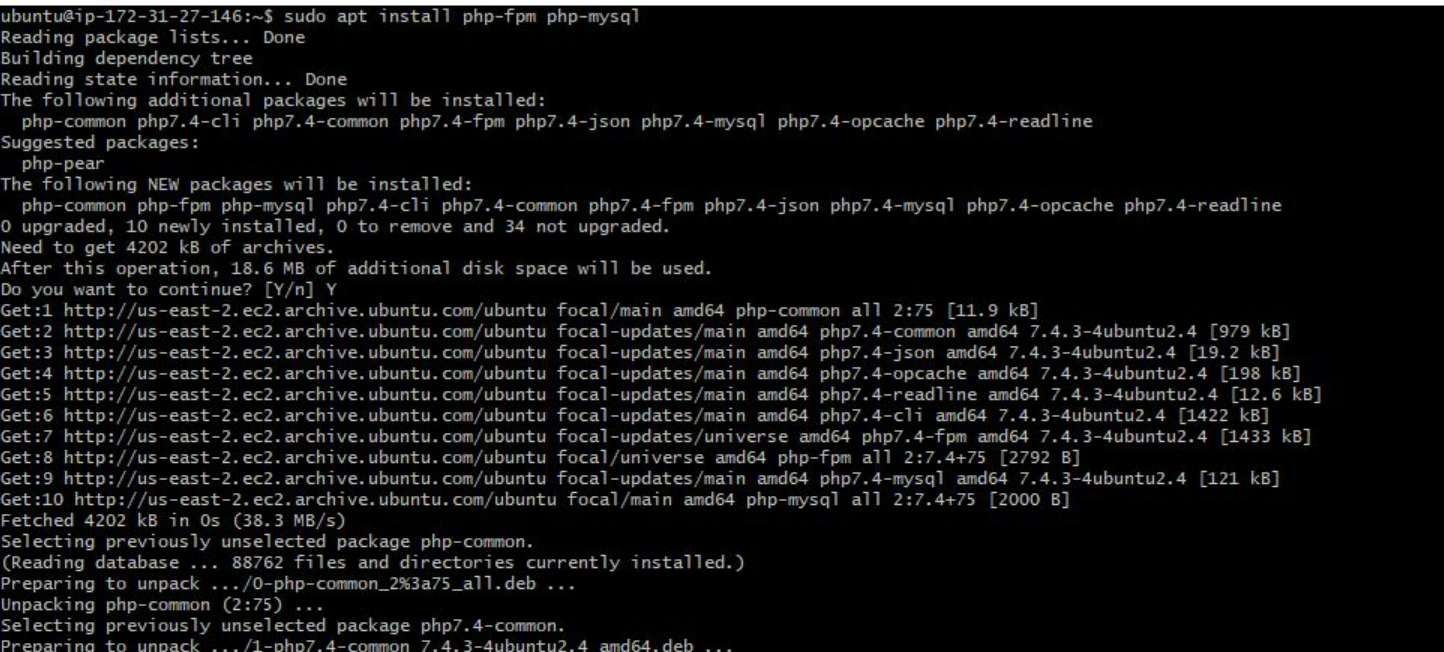 ubuntu@ip-172-31-27-146:~$ sudo apt install php-fpm php-mysql
Reading package lists... Done
Building dependency tree
Reading state information... Done
The following additional packages will be installed:
  php-common php7.4-cli php7.4-common php7.4-fpm php7.4-json php7.4-mysql php7.4-opcache php7.4-readline
Suggested packages:
  php-pear
The following NEW packages will be installed:
  php-common php-fpm php-mysql php7.4-cli php7.4-common php7.4-fpm php7.4-json php7.4-mysql php7.4-opcache php7.4-readline
0 upgraded, 10 newly installed, 0 to remove and 34 not upgraded.
Need to get 4202 kB of archives.
After this operation, 18.6 MB of additional disk space will be used.
Do you want to continue? [Y/n] Y
Get:1 http://us-east-2.ec2.archive.ubuntu.com/ubuntu focal/main amd64 php-common all 2:75 [11.9 kB]
Get:2 http://us-east-2.ec2.archive.ubuntu.com/ubuntu focal-updates/main amd64 php7.4-common amd64 7.4.3-4ubuntu2.4 [979 kB]
Get:3 http://us-east-2.ec2.archive.ubuntu.com/ubuntu focal-updates/main amd64 php7.4-json amd64 7.4.3-4ubuntu2.4 [19.2 kB]
Get:4 http://us-east-2.ec2.archive.ubuntu.com/ubuntu focal-updates/main amd64 php7.4-opcache amd64 7.4.3-4ubuntu2.4 [198 kB]
Get:5 http://us-east-2.ec2.archive.ubuntu.com/ubuntu focal-updates/main amd64 php7.4-readline amd64 7.4.3-4ubuntu2.4 [12.6 kB]
Get:6 http://us-east-2.ec2.archive.ubuntu.com/ubuntu focal-updates/main amd64 php7.4-cli amd64 7.4.3-4ubuntu2.4 [1422 kB]
Get:7 http://us-east-2.ec2.archive.ubuntu.com/ubuntu focal-updates/universe amd64 php7.4-fpm amd64 7.4.3-4ubuntu2.4 [1433 kB]
Get:8 http://us-east-2.ec2.archive.ubuntu.com/ubuntu focal/universe amd64 php-fpm all 2:7.4+75 [2792 B]
Get:9 http://us-east-2.ec2.archive.ubuntu.com/ubuntu focal-updates/main amd64 php7.4-mysql amd64 7.4.3-4ubuntu2.4 [121 kB]
Get:10 http://us-east-2.ec2.archive.ubuntu.com/ubuntu focal/main amd64 php-mysql all 2:7.4+75 [2000 B]
Fetched 4202 kB in 0s (38.3 MB/s)
Selecting previously unselected package php-common.
(Reading database ... 88762 files and directories currently installed.)
Preparing to unpack .../0-php-common_2%3a75_all.deb ...
Unpacking php-common (2:75) ...
Selecting previously unselected package php7.4-common.
Preparing to unpack .../1-php7.4-common_7.4.3-4ubuntu2.4_amd64.deb ...